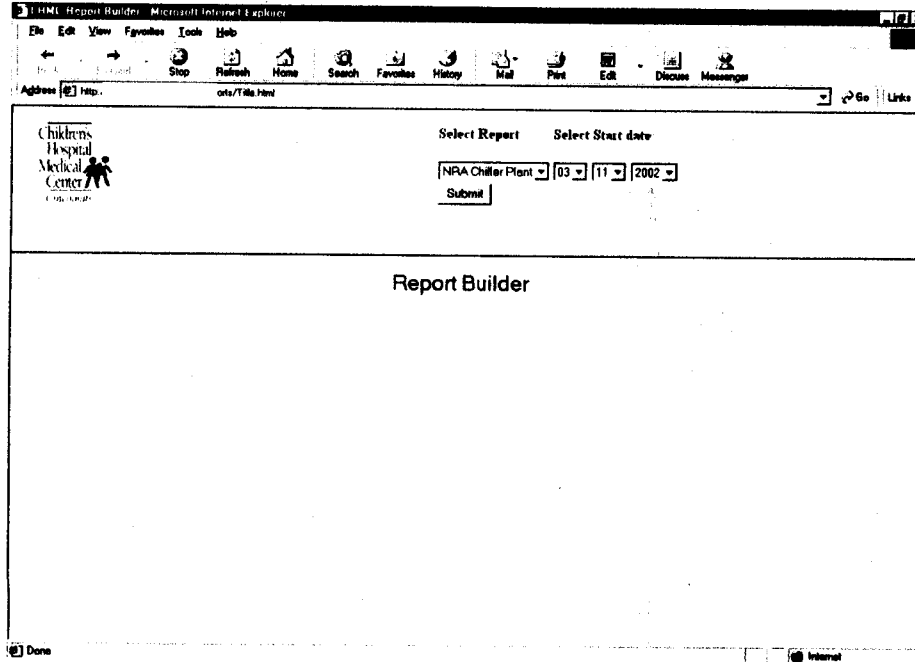 CHMC Report Builder - Microsoft Internet Explorer
File Edit View Favorites Tools Help
Stop Refresh Home Search Favorites History Mail Print Edit Discuss Messenger
Address http: orts/Title.html Go Links
Children's
Hospital
Medical
Center
Cincinnati
Select Report Select Start date
NRA Chiller Plant 03 11 2002
Submit
Report Builder
Done Internet